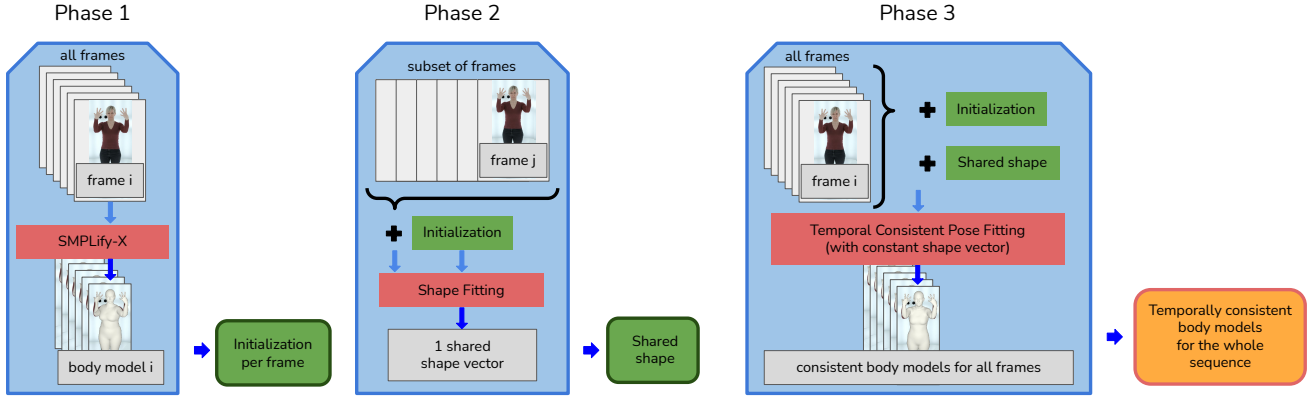 Phase 1
all frames
frame i
SMPLify-X
body model i
Initialization
per frame
Phase 2
subset of frames
frame j
Initialization
Shape Fitting
1 shared
shape vector
Shared
shape
Phase 3
all frames
frame i
Initialization
Shared shape
Temporal Consistent Pose Fitting
(with constant shape vector)
consistent body models for all frames
Temporally consistent
body models
for the whole
sequence